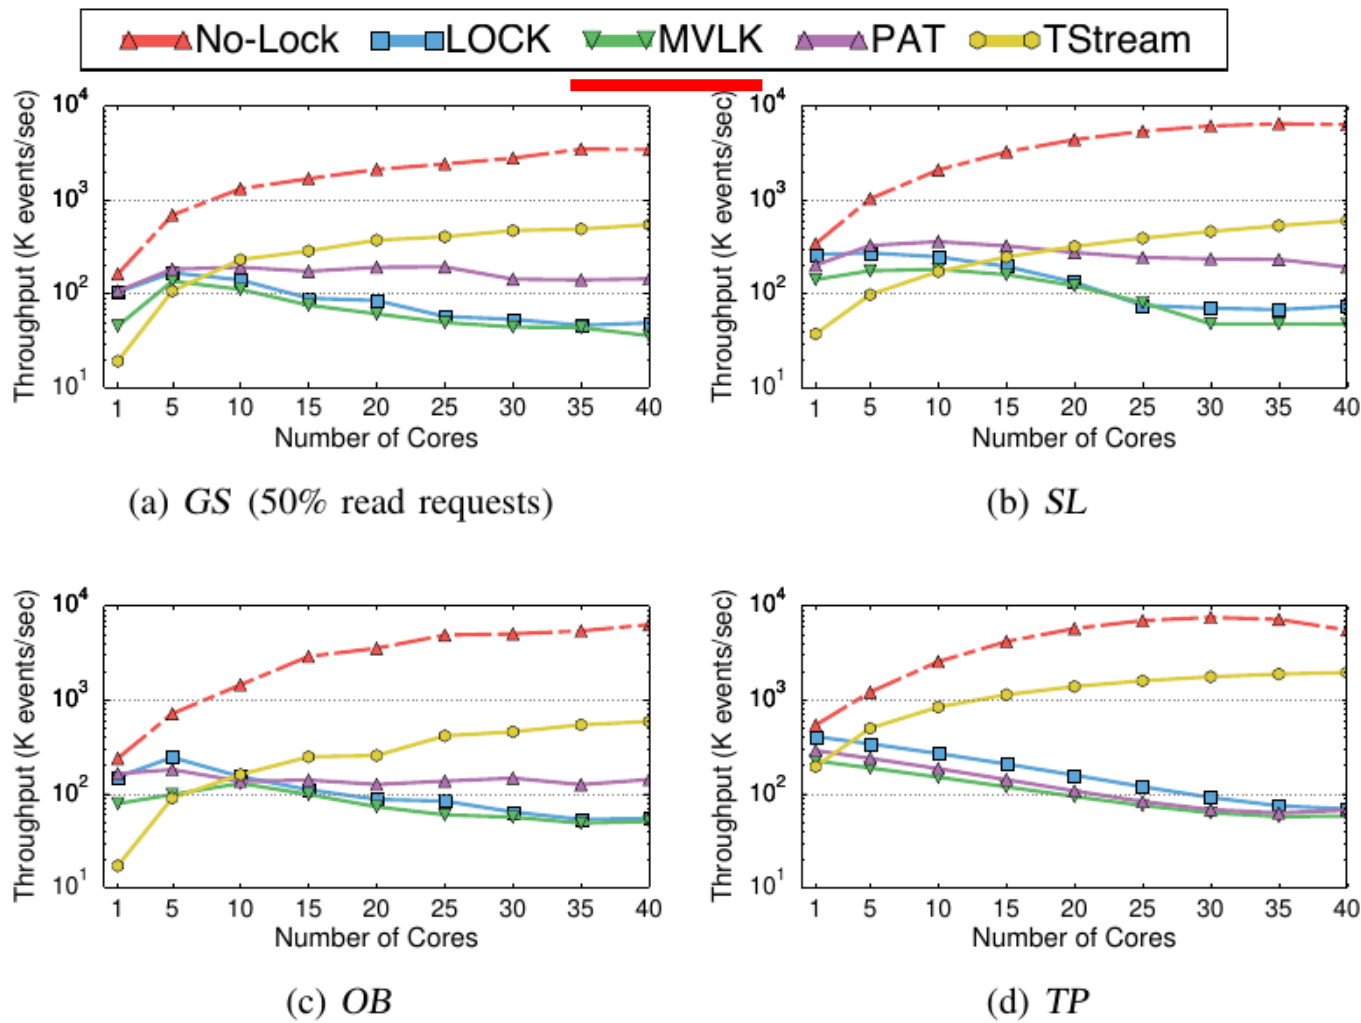 No-Lock LOCK MVLK PAT TStream
10^4
10^3
10^2
10^1
Throughput (K events/sec)
1 5 10 15 20 25 30 35 40
Number of Cores
(a) GS (50% read requests)
10^4
10^3
10^2
10^1
Throughput (K events/sec)
1 5 10 15 20 25 30 35 40
Number of Cores
(b) SL
10^4
10^3
10^2
10^1
Throughput (K events/sec)
1 5 10 15 20 25 30 35 40
Number of Cores
(c) OB
10^4
10^3
10^2
10^1
Throughput (K events/sec)
1 5 10 15 20 25 30 35 40
Number of Cores
(d) TP